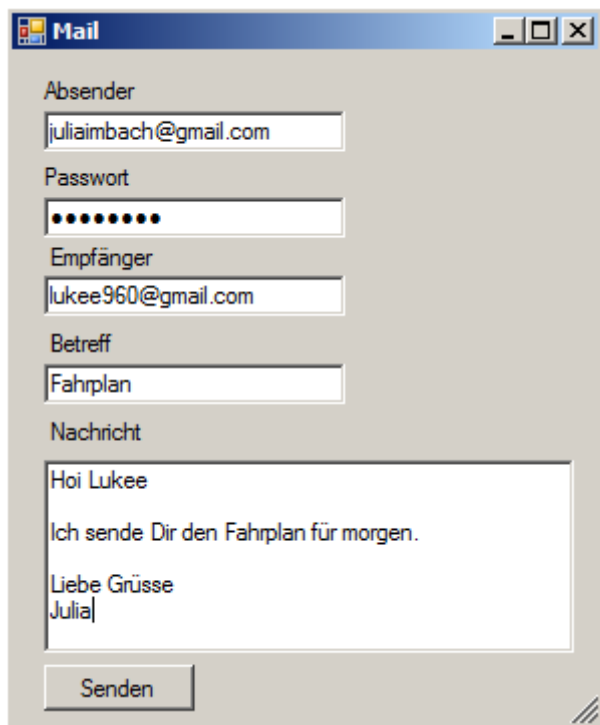 Mail
Absender
juliaimbach@gmail.com
Passwort
●●●●●●●●
Empfänger
lukee960@gmail.com
Betreff
Fahrplan
Nachricht
Hoi Lukee
Ich sende Dir den Fahrplan für morgen.
Liebe Grüsse
Julia
Senden